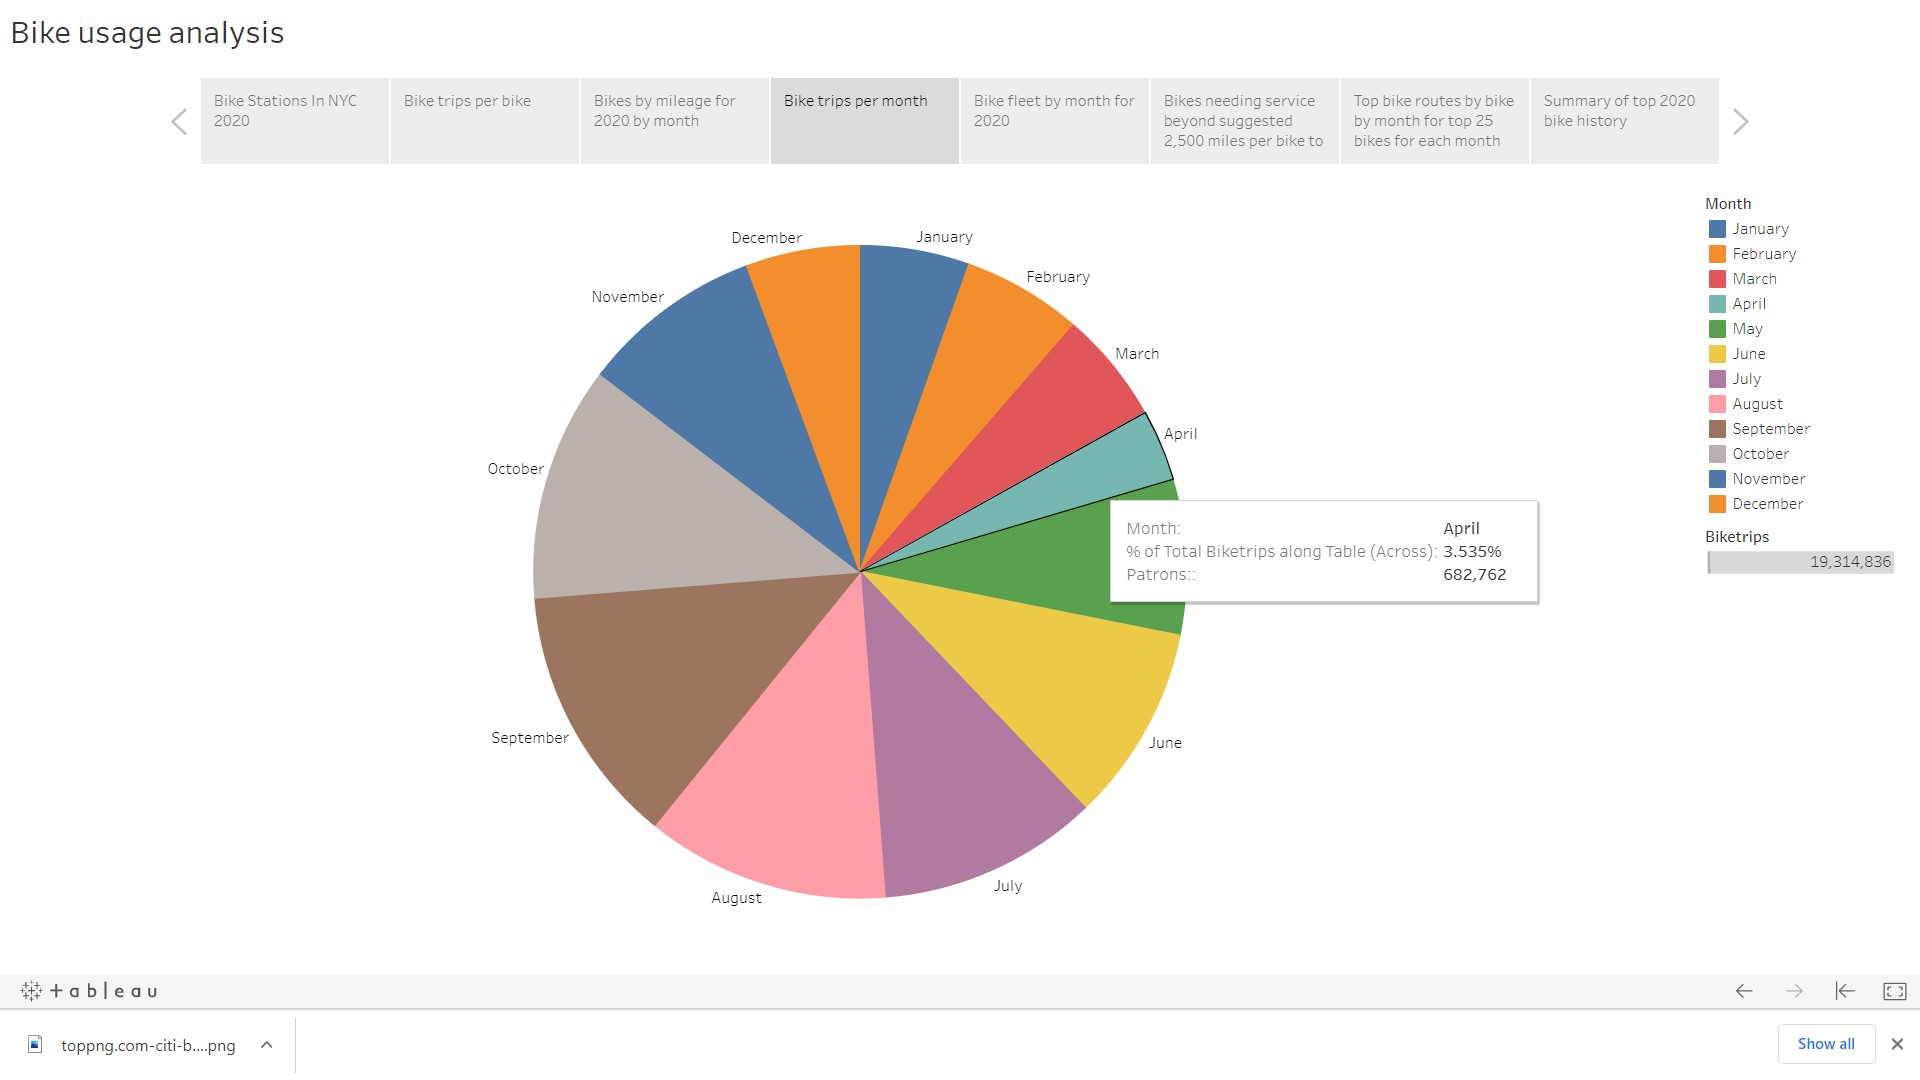 Bike usage analysis
Bike Stations In NYC
2020
Bike trips per bike
Bikes by mileage for
2020 by month
Bike trips per month
Bike fleet by month for
2020
Bikes needing service
beyond suggested
2,500 miles per bike to
Top bike routes by bike
by month for top 25
bikes for each month
Summary of top 2020
bike history
December
January
February
November
March
April
October
September
June
July
August
Month: April
% of Total Biketrips along Table (Across): 3.535%
Patrons:: 682,762
Month
January
February
March
April
May
June
July
August
September
October
November
December
Biketrips
19,314,836
tableau
toppng.com-citi-b....png
Show all